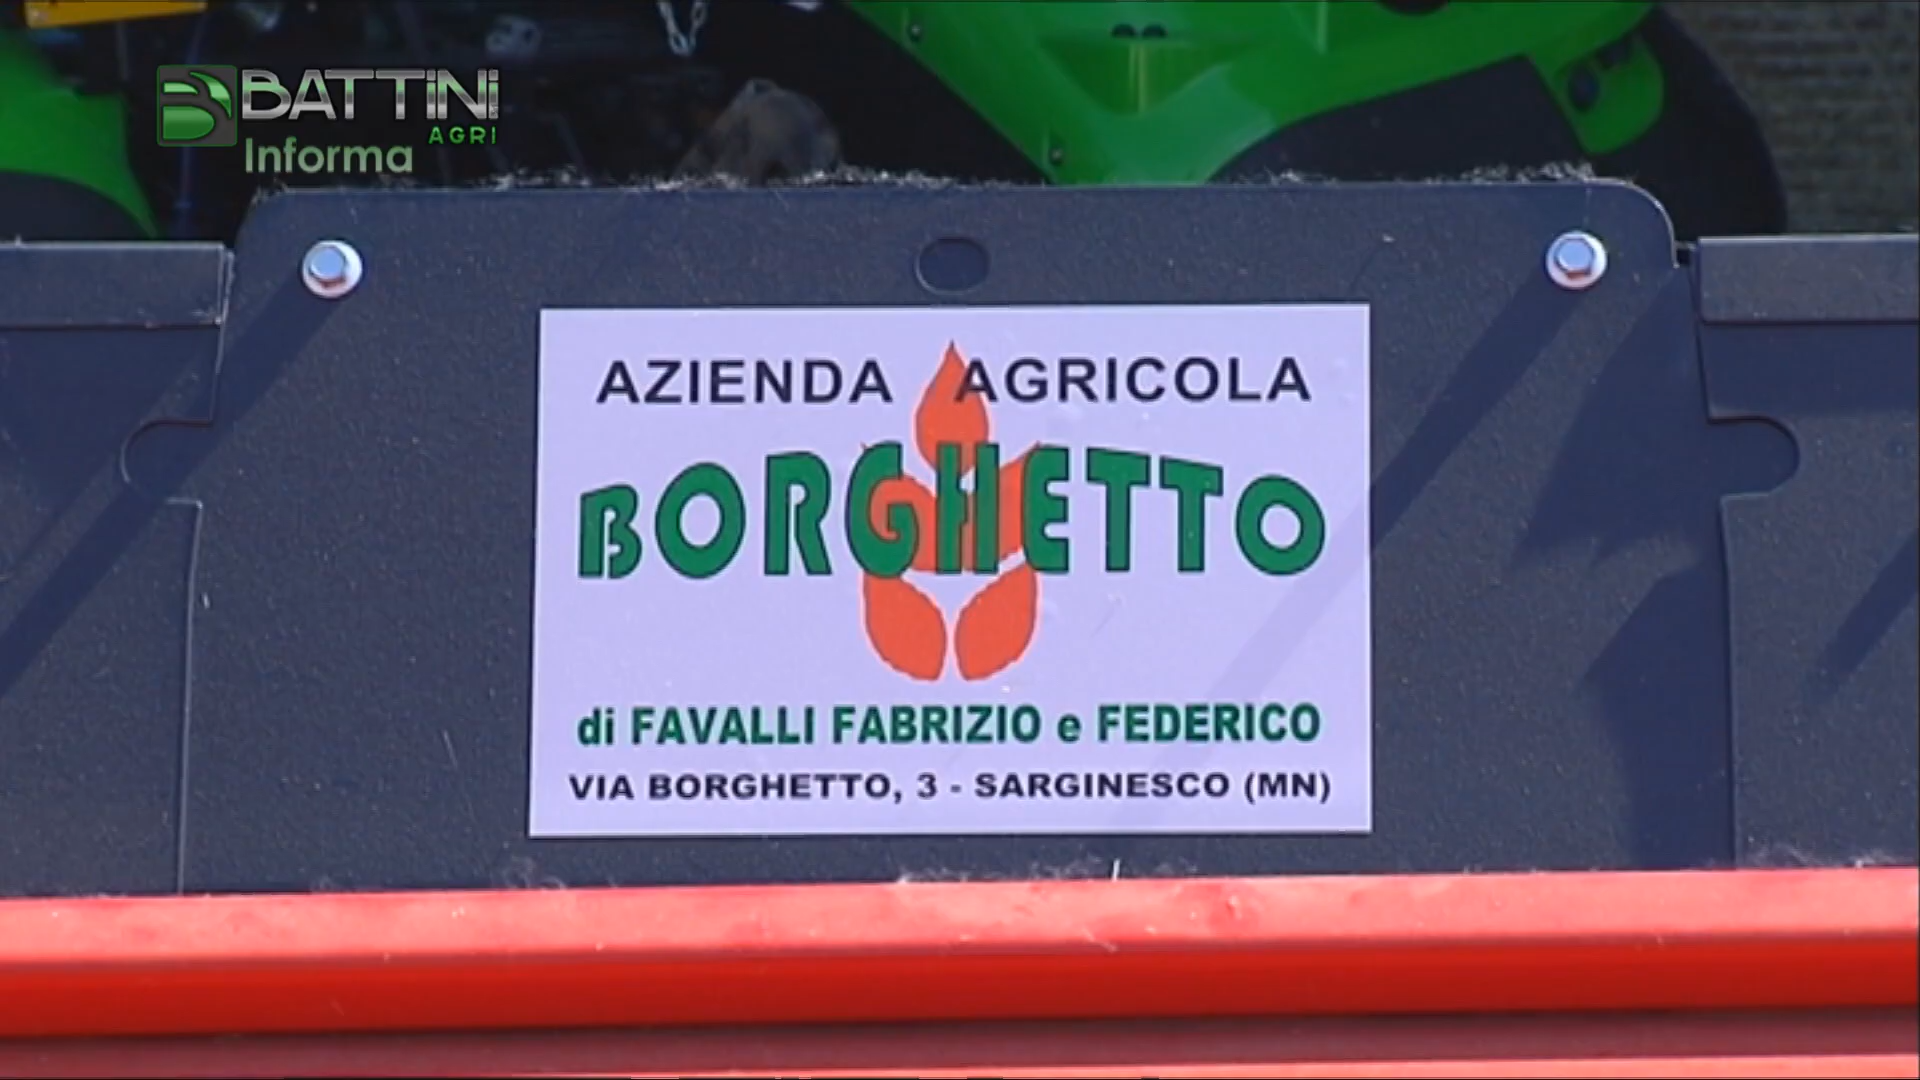 BATTINI
AGRI
Informa
AZIENDA AGRICOLA
BORGHETTO
di FAVALLI FABRIZIO e FEDERICO
VIA BORGHETTO, 3 - SARGINESCO (MN)